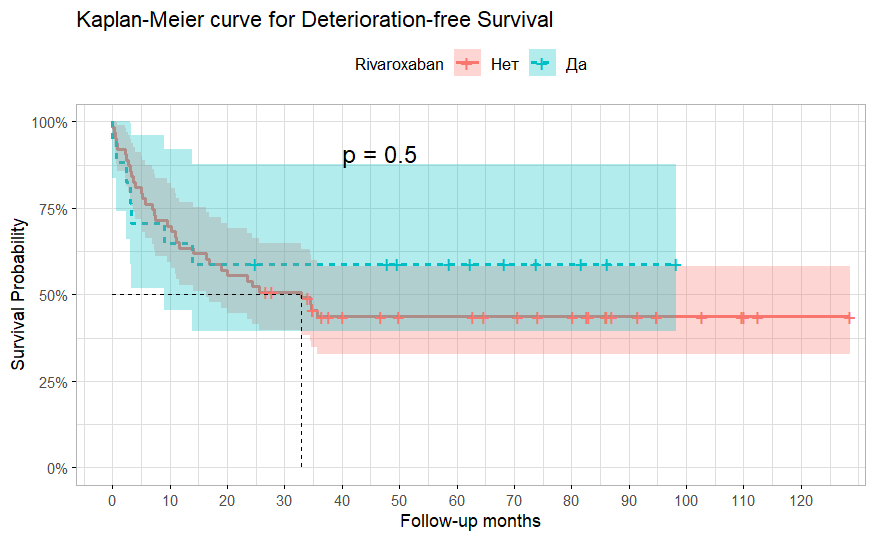 Kaplan-Meier curve for Deterioration-free Survival
Rivaroxaban Нет Да
100%
75%
50%
25%
0%
Survival Probability
p = 0.5
0 10 20 30 40 50 60 70 80 90 100 110 120
Follow-up months